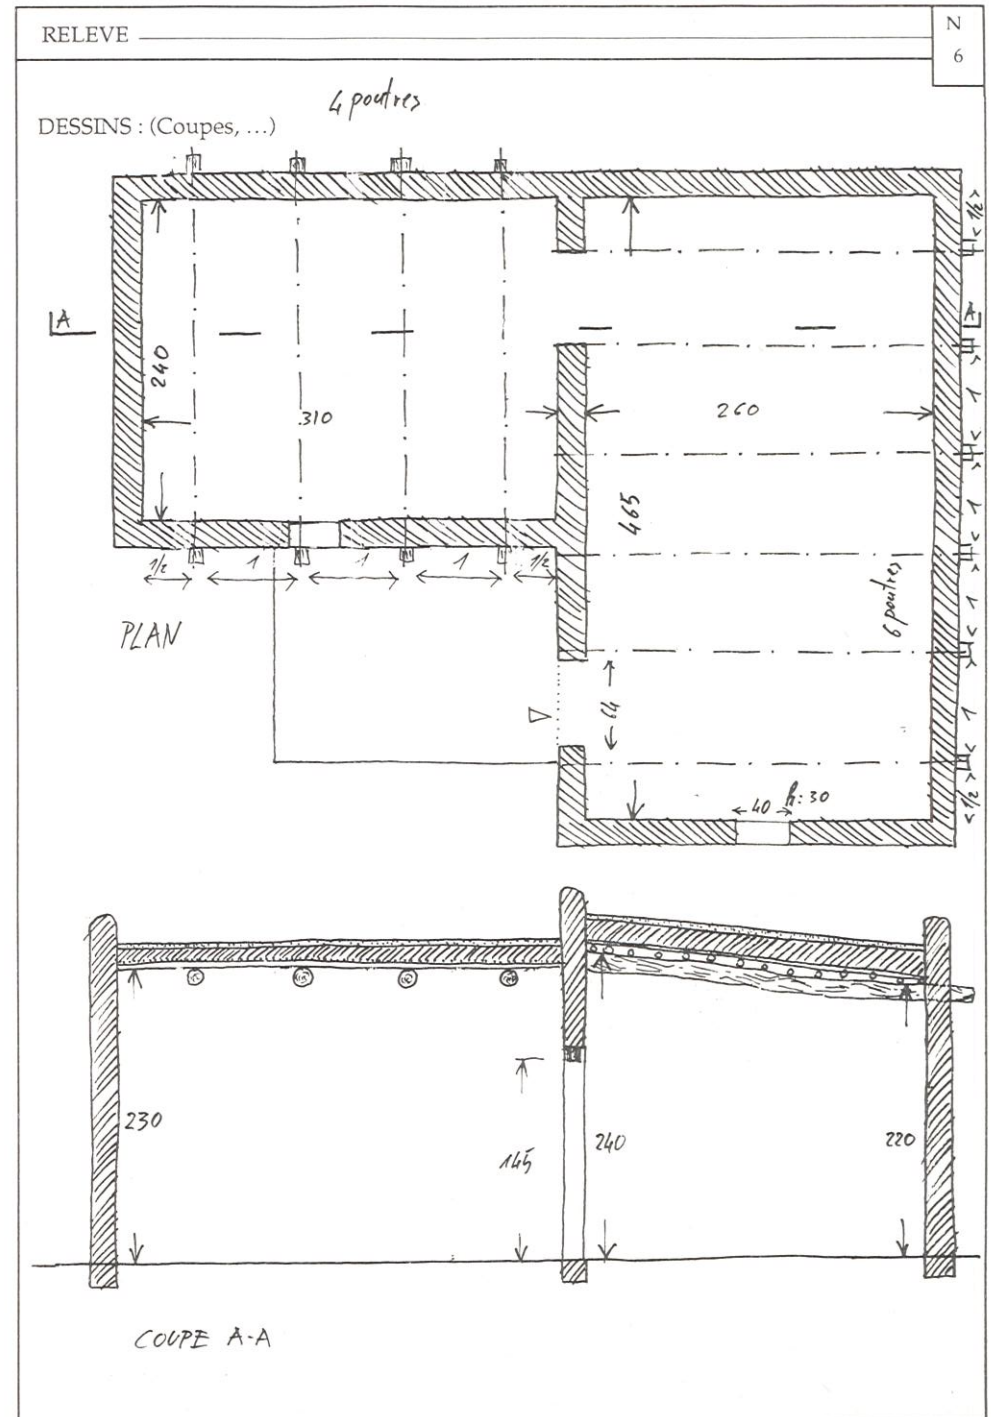 RELEVE
N
6
4 poutres
DESSINS : (Coupes, ...)
1/2
A
A
240
310
260
1
1
465
1/2
1
1
1
1/2
1
6 poutres
PLAN
64
1
1/2
40
h: 30
230
145
240
220
COUPE A-A